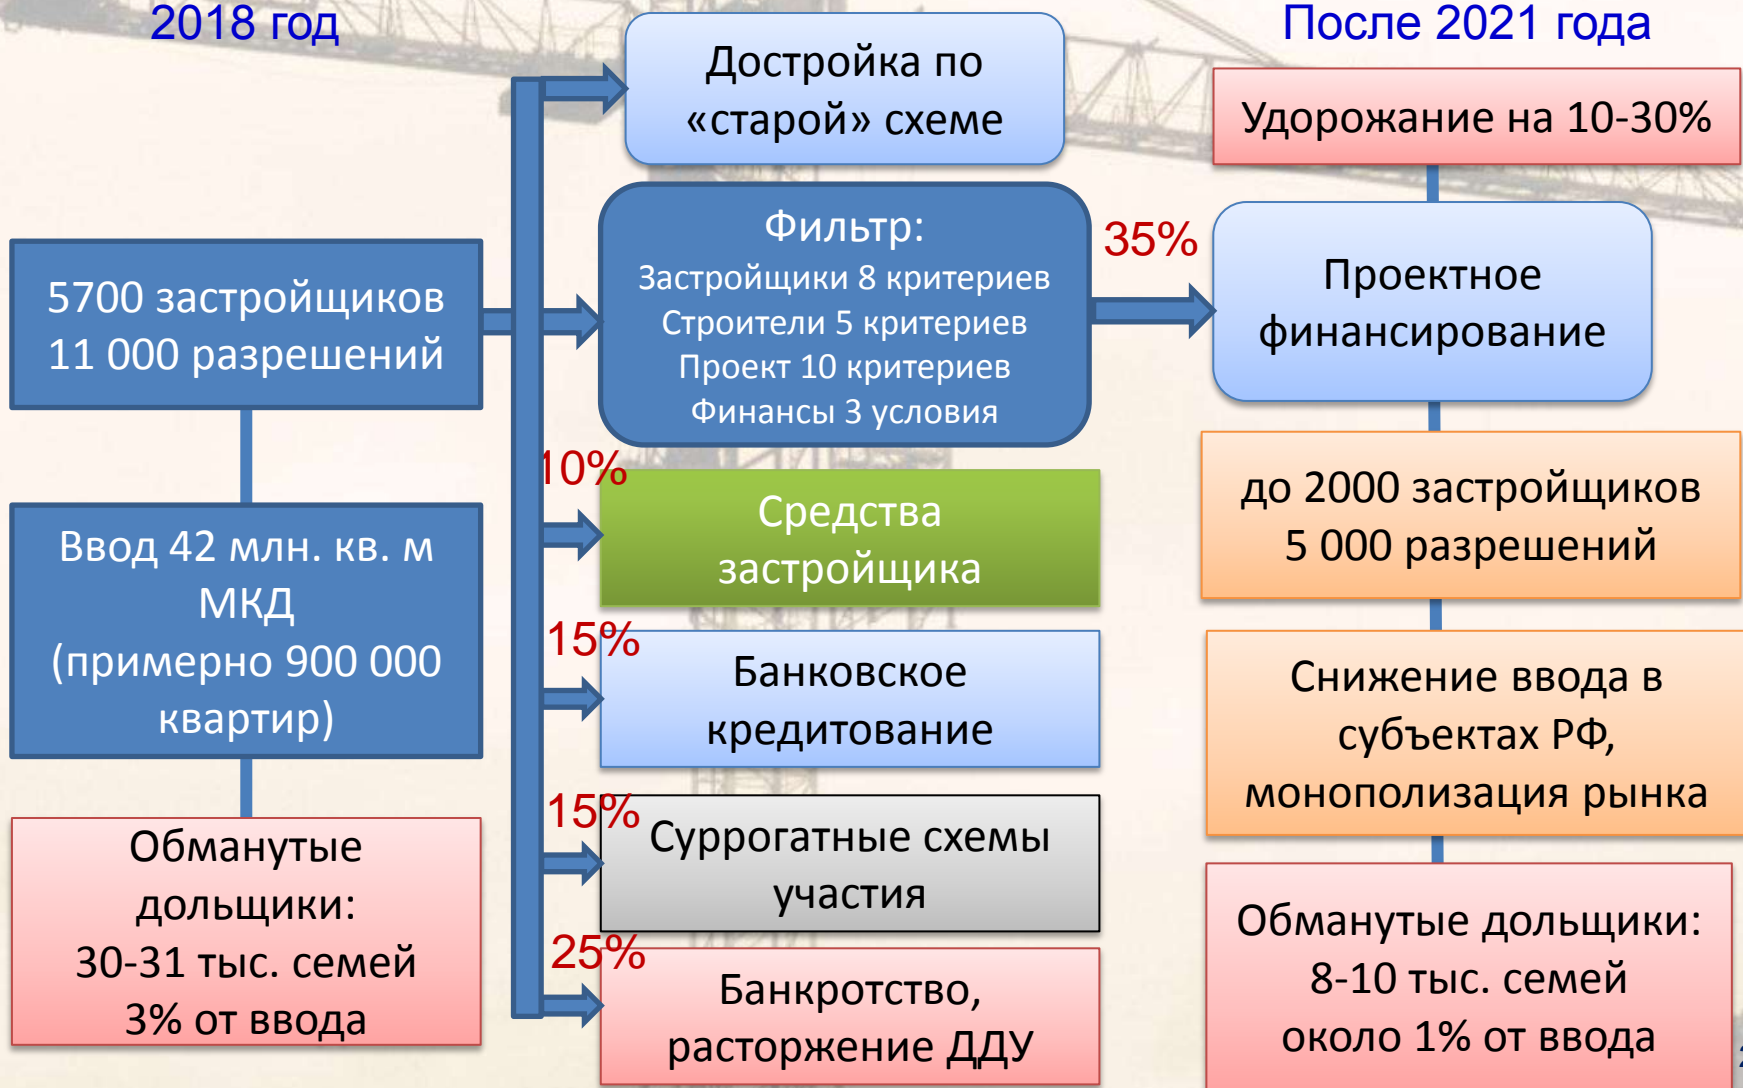 2018 год
После 2021 года
Достройка по
«старой» схеме
Удорожание на 10-30%
5700 застройщиков
11 000 разрешений
Фильтр:
Застройщики 8 критериев
Строители 5 критериев
Проект 10 критериев
Финансы 3 условия
35%
Проектное
финансирование
Ввод 42 млн. кв. м
МКД
(примерно 900 000
квартир)
10%
Средства
застройщика
до 2000 застройщиков
5 000 разрешений
15%
Банковское
кредитование
Снижение ввода в
субъектах РФ,
монополизация рынка
Обманутые
дольщики:
30-31 тыс. семей
3% от ввода
15%
Суррогатные схемы
участия
25%
Банкротство,
расторжение ДДУ
Обманутые дольщики:
8-10 тыс. семей
около 1% от ввода